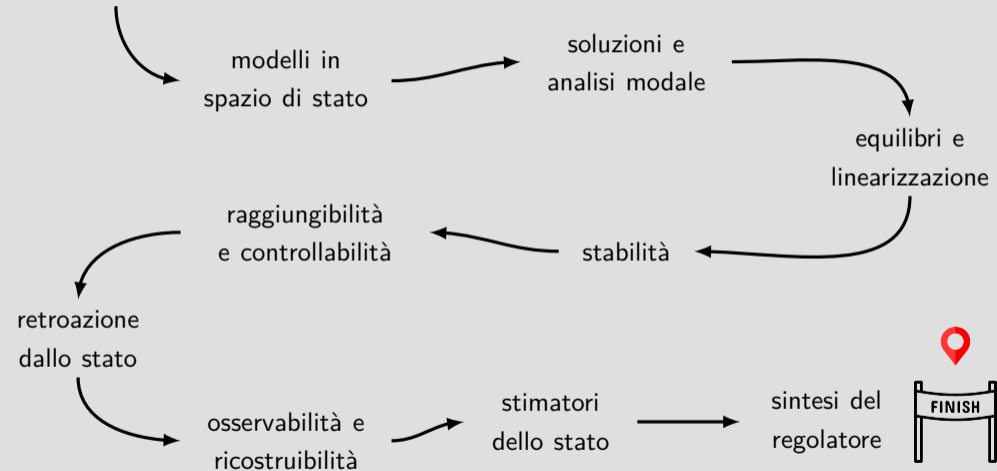 modelli in
spazio di stato
soluzioni e
analisi modale
equilibri e
linearizzazione
stabilità
raggiungibilità
e controllabilità
retroazione
dallo stato
osservabilità e
ricostruibilità
stimatori
dello stato
sintesi del
regolatore
FINISH